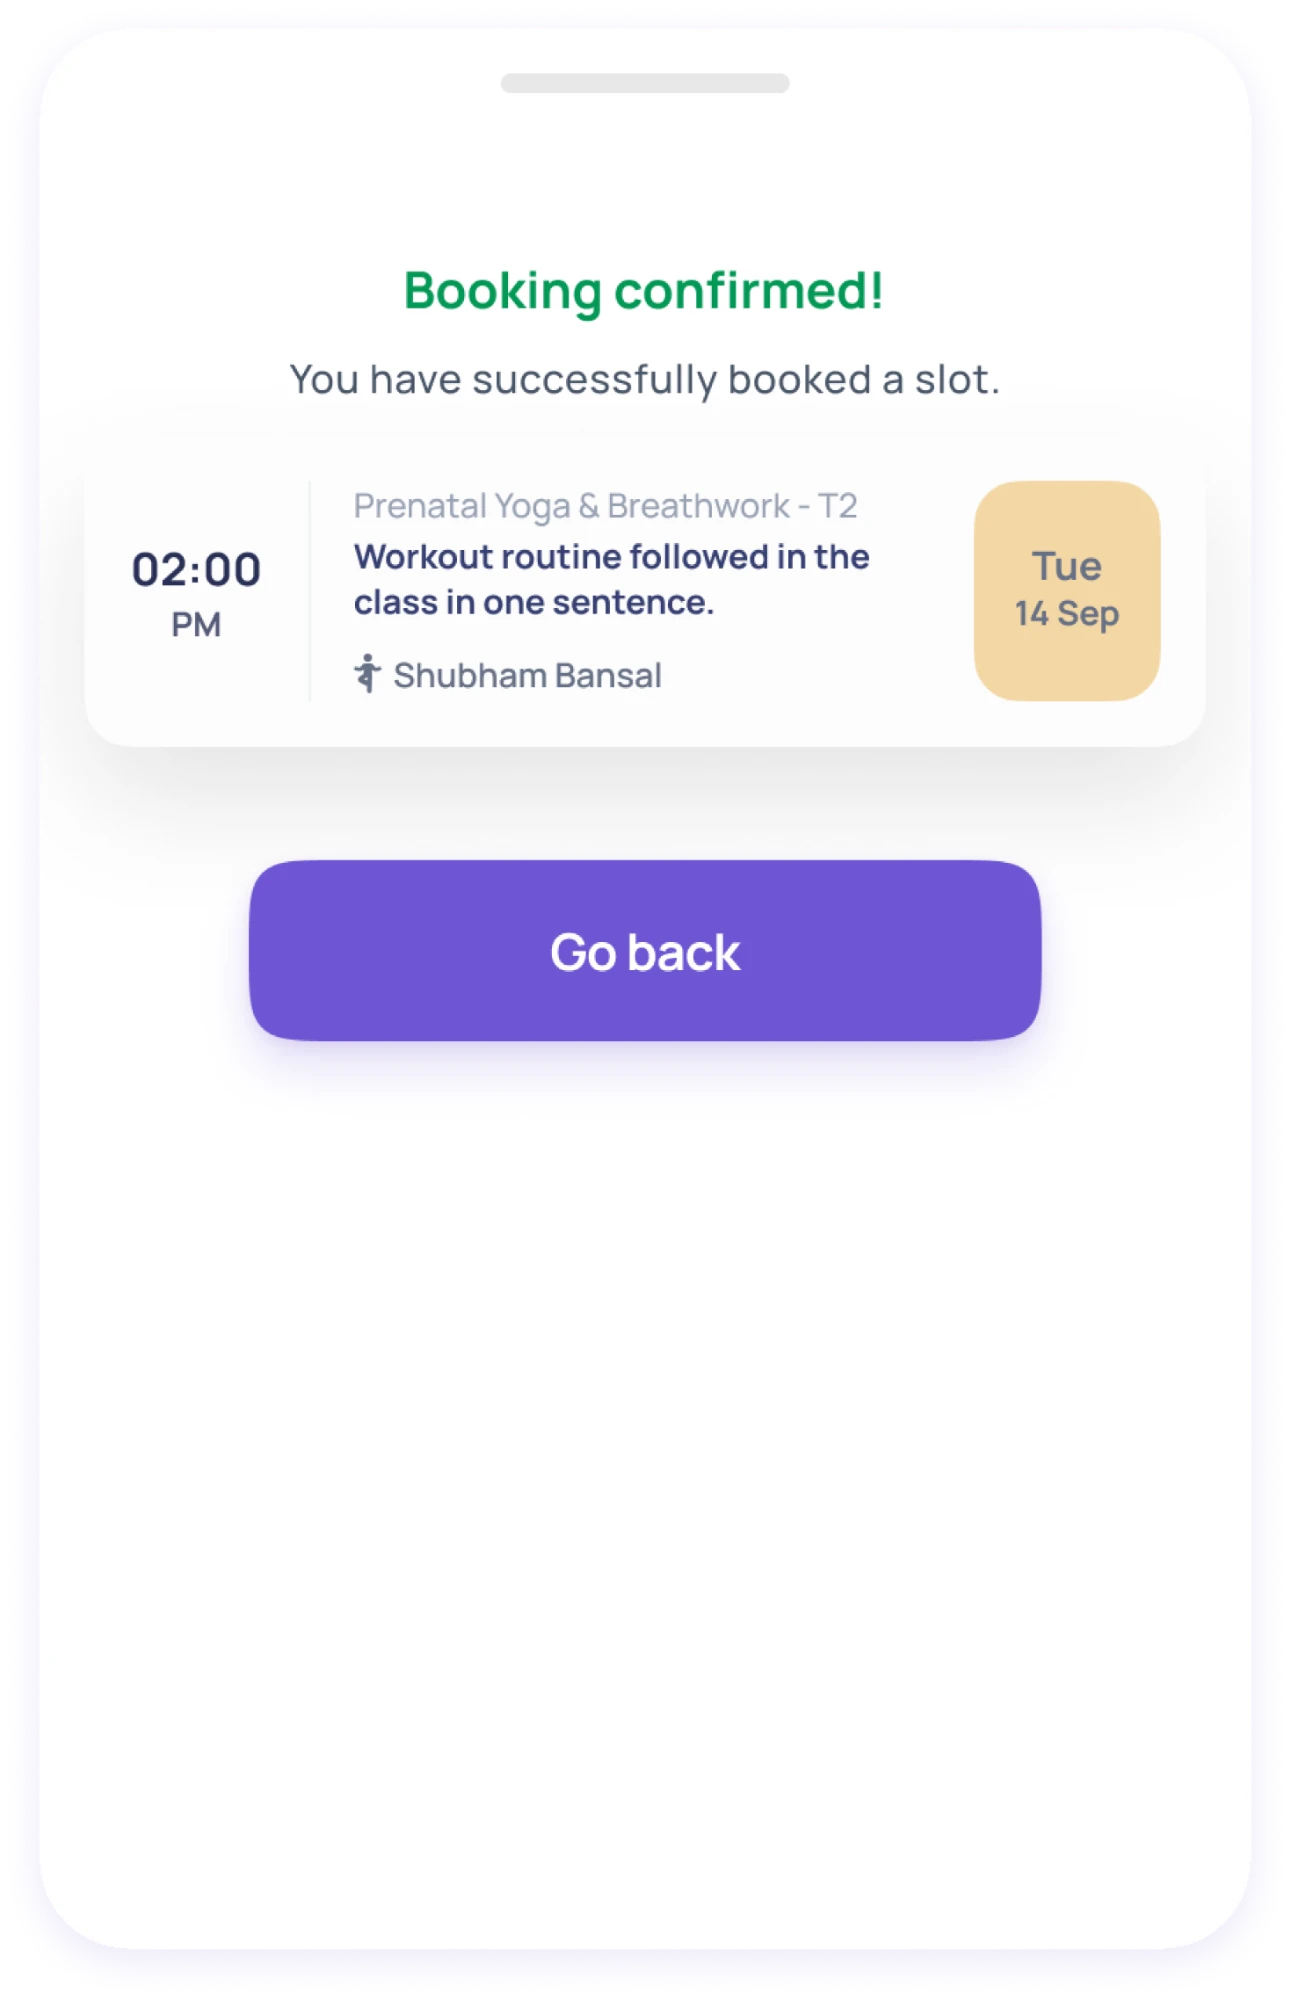 Booking confirmed!
You have successfully booked a slot.
02:00
PM
Prenatal Yoga & Breathwork - T2
Workout routine followed in the
class in one sentence.
Shubham Bansal
Tue
14 Sep
Go back